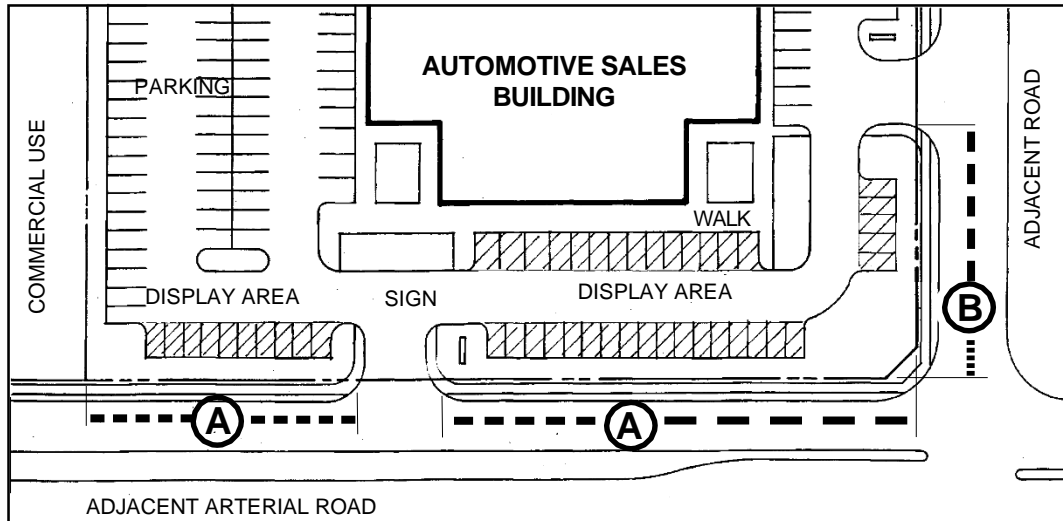 AUTOMOTIVE SALES
BUILDING
PARKING
COMMERCIAL USE
ADJACENT ROAD
WALK
DISPLAY AREA
SIGN
DISPLAY AREA
B
A
A
ADJACENT ARTERIAL ROAD